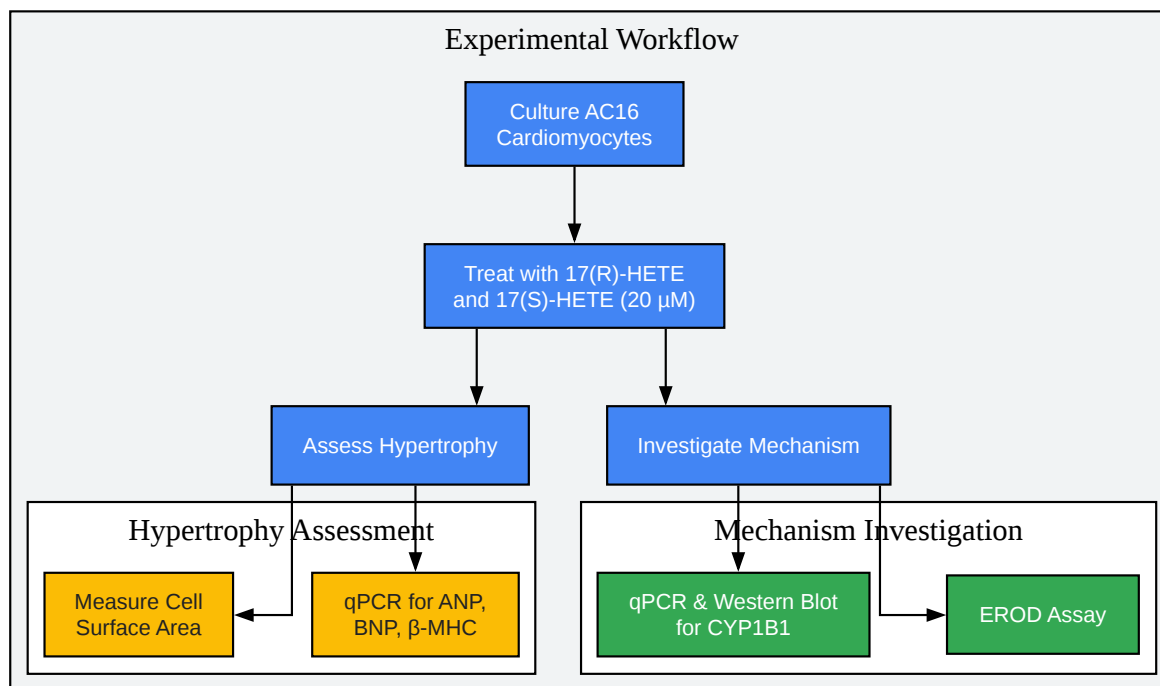 Experimental Workflow
Culture AC16
Cardiomyocytes
Treat with 17(R)-HETE
and 17(S)-HETE (20 µM)
Assess Hypertrophy
Investigate Mechanism
Hypertrophy Assessment
Mechanism Investigation
Measure Cell
Surface Area
qPCR for ANP,
BNP, β-MHC
qPCR & Western Blot
for CYP1B1
EROD Assay